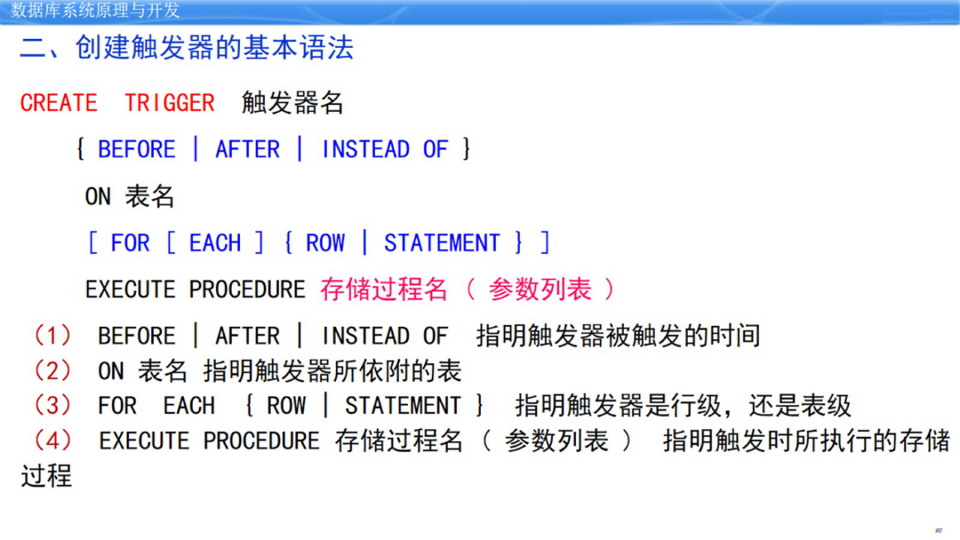 数据库系统原理与开发
二、创建触发器的基本语法
CREATE TRIGGER 触发器名
{ BEFORE | AFTER | INSTEAD OF }
ON 表名
[ FOR [ EACH ] { ROW | STATEMENT } ]
EXECUTE PROCEDURE 存储过程名 ( 参数列表 )
(1) BEFORE | AFTER | INSTEAD OF 指明触发器被触发的时间
(2) ON 表名 指明触发器所依附的表
(3) FOR EACH { ROW | STATEMENT } 指明触发器是行级，还是表级
(4) EXECUTE PROCEDURE 存储过程名 ( 参数列表 ) 指明触发时所执行的存储
过程